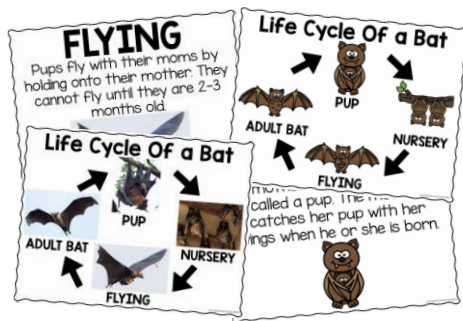 FLYING
Pups fly with their moms by
holding onto their mother. They
cannot fly until they are 2-3
months old.
Life Cycle Of a Bat
PUP
NURSERY
FLYING
ADULT BAT
Life Cycle Of a Bat
PUP
NURSERY
FLYING
ADULT BAT
called a pup. The
catches her pup with her
when he or she is born.